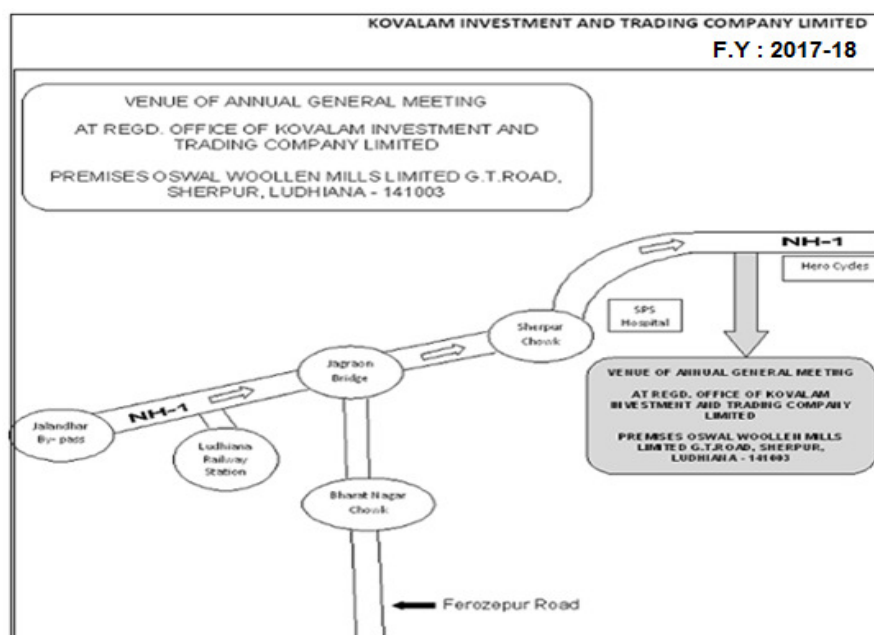 KOVALAM INVESTMENT AND TRADING COMPANY LIMITED
F.Y : 2017-18
VENUE OF ANNUAL GENERAL MEETING
AT REGD. OFFICE OF KOVALAM INVESTMENT AND
TRADING COMPANY LIMITED
PREMISES OSWAL WOOLLEN MILLS LIMITED G.T.ROAD,
SHERPUR, LUDHIANA - 141003
NH-1
Hero Cycles
SPS
Hospital
Sherpur
Chowk
Jagraon
Bridge
NH-1
Jalandhar
By- pass
Ludhiana
Railway
Station
VENUE OF ANNUAL GENERAL MEETING
AT REGD. OFFICE OF KOVALAM
INVESTMENT AND TRADING COMPANY
LIMITED
PREMISES OSWAL WOOLLEN MILLS
LIMITED G.T.ROAD, SHERPUR,
LUDHIANA - 141003
Bharat Nagar
Chowk
Ferozepur Road